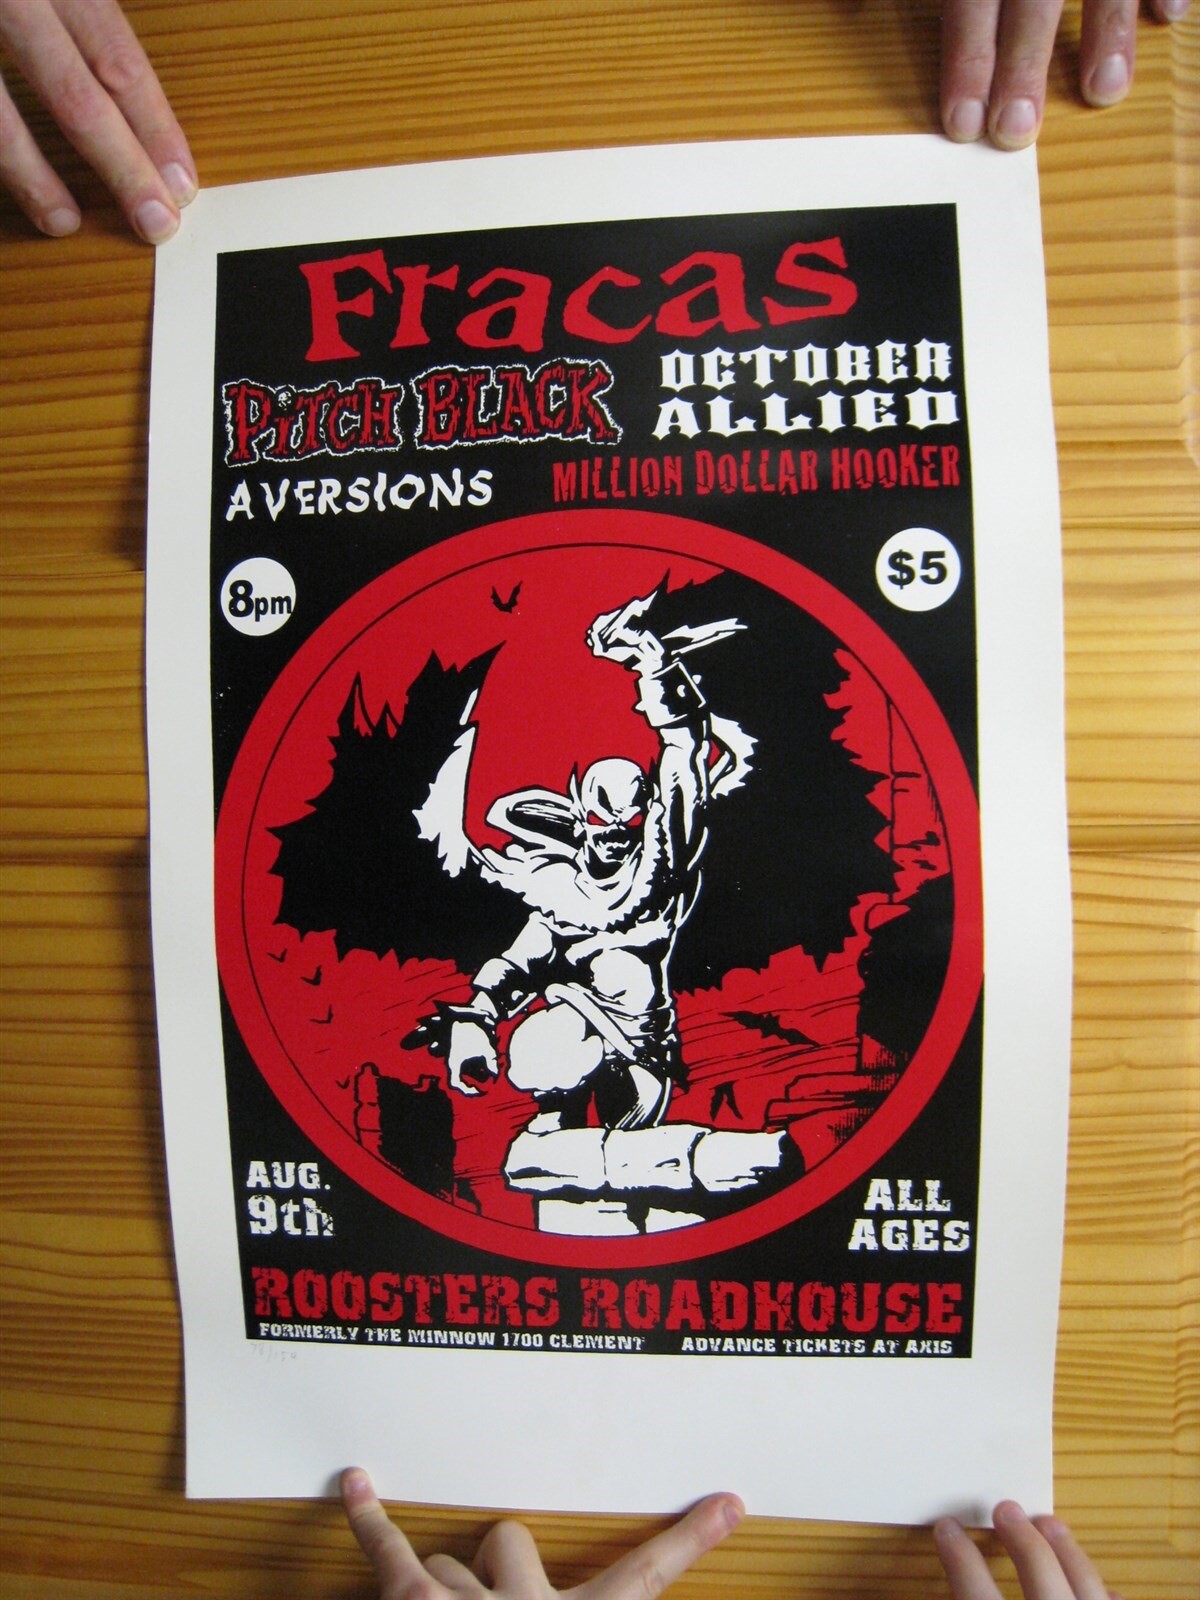 Fracas
PiTCH BLACK
OCTOBER
ALLIED
AVERSIONS
MILLION DOLLAR HOOKER
8pm
$5
AUG.
9th
ALL
AGES
ROOSTERS ROADHOUSE
FORMERLY THE MINNOW 1700 CLEMENT
ADVANCE TICKETS AT AXIS